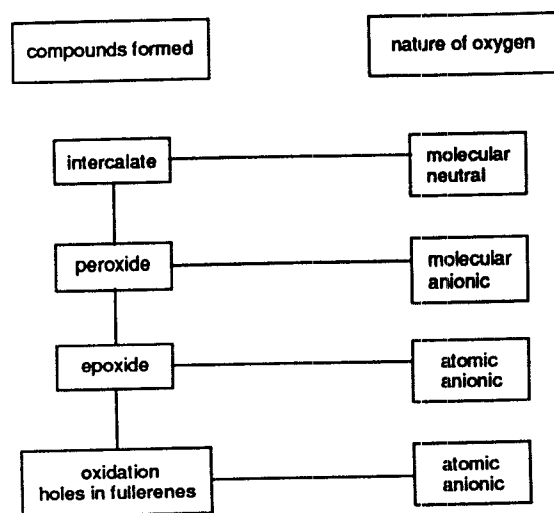 compounds formed
nature of oxygen
intercalate
molecular
neutral
peroxide
molecular
anionic
epoxide
atomic
anionic
oxidation
holes in fullerenes
atomic
anionic